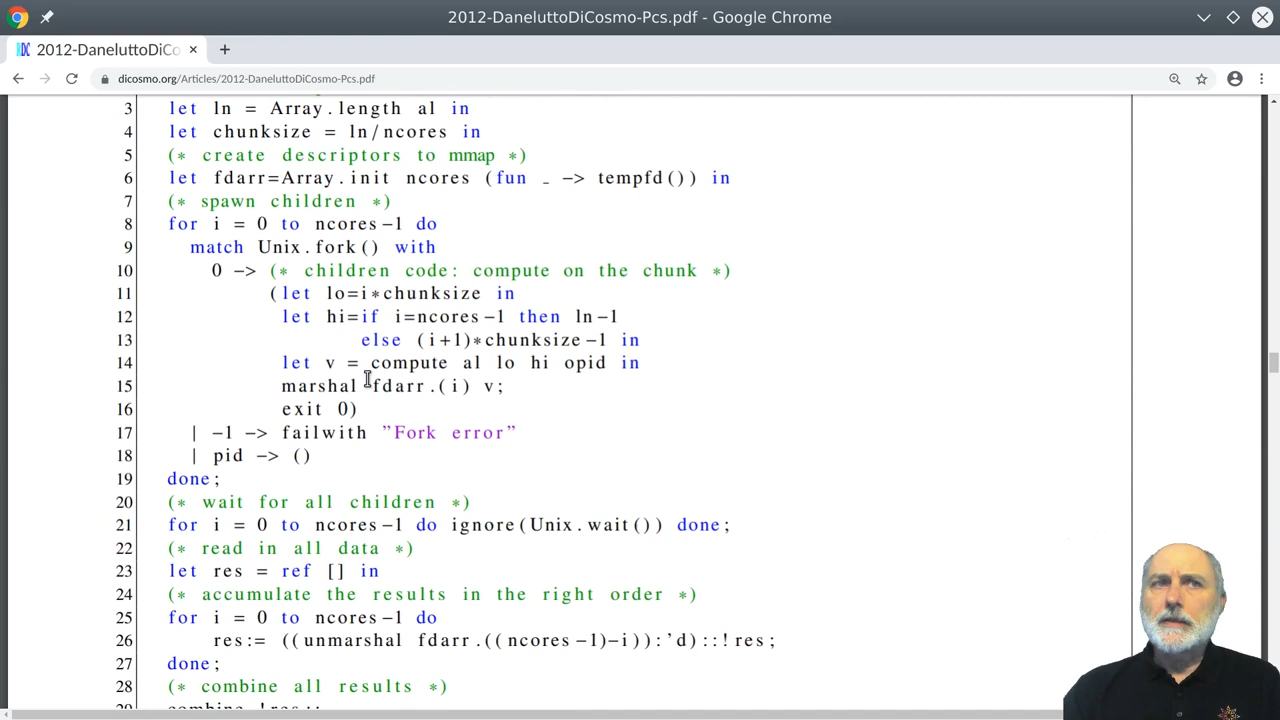 2012-DaneluttoDiCosmo-Pcs.pdf - Google Chrome
2012-DaneluttoDiCo
dicosmo.org/Articles/2012-DaneluttoDiCosmo-Pcs.pdf
3 let ln = Array.length al in
4 let chunksize = ln/ncores in
5 (* create descriptors to mmap *)
6 let fdarr=Array.init ncores (fun _ -> tempfd()) in
7 (* spawn children *)
8 for i = 0 to ncores-1 do
9 match Unix.fork() with
10 0 -> (* children code: compute on the chunk *)
11 (let lo=i*chunksize in
12 let hi=if i=ncores-1 then ln-1
13 else (i+1)*chunksize-1 in
14 let v = compute al lo hi opid in
15 marshal fdarr.(i) v;
16 exit 0)
17 | -1 -> failwith "Fork error"
18 | pid -> ()
19 done;
20 (* wait for all children *)
21 for i = 0 to ncores-1 do ignore(Unix.wait()) done;
22 (* read in all data *)
23 let res = ref [] in
24 (* accumulate the results in the right order *)
25 for i = 0 to ncores-1 do
26 res:= ((unmarshal fdarr.((ncores-1)-i)):'d)::!res;
27 done;
28 (* combine all results *)